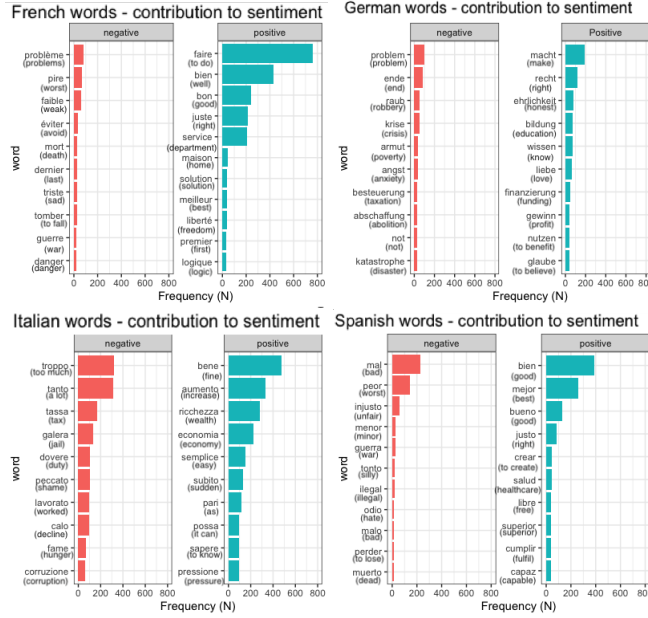 French words - contribution to sentiment
negative
positive
word
problème
(problems)
pire
(worst)
faible
(weak)
éviter
(avoid)
mort
(death)
dernier
(last)
triste
(sad)
tomber
(to fall)
guerre
(war)
danger
(danger)
faire
(to do)
bien
(well)
bon
(good)
juste
(right)
service
(department)
maison
(home)
solution
(solution)
meilleur
(best)
liberté
(freedom)
premier
(first)
logique
(logic)
0 200 400 600 800
0 200 400 600 800
Frequency (N)
German words - contribution to sentiment
negative
Positive
word
problem
(problem)
ende
(end)
raub
(robbery)
krise
(crisis)
armut
(poverty)
angst
(anxiety)
besteuerung
(taxation)
abschaffung
(abolition)
not
(not)
katastrophe
(disaster)
macht
(make)
recht
(right)
ehrlichkeit
(honest)
bildung
(education)
wissen
(know)
liebe
(love)
finanzierung
(funding)
gewinn
(profit)
nutzen
(to benefit)
glaube
(to believe)
0 200 400 600 800
0 200 400 600 800
Frequency (N)
Italian words - contribution to sentiment
negative
positive
word
troppo
(too much)
tanto
(a lot)
tassa
(tax)
galera
(jail)
dovere
(duty)
peccato
(shame)
lavorato
(worked)
calo
(decline)
fame
(hunger)
corruzione
(corruption)
bene
(fine)
aumento
(increase)
ricchezza
(wealth)
economia
(economy)
semplice
(easy)
subito
(sudden)
pari
(as)
possa
(it can)
sapere
(to know)
pressione
(pressure)
0 200 400 600 800
0 200 400 600 800
Frequency (N)
Spanish words - contribution to sentiment
negative
positive
word
mal
(bad)
peor
(worst)
injusto
(unfair)
menor
(minor)
guerra
(war)
tonto
(silly)
ilegal
(illegal)
odio
(hate)
malo
(bad)
perder
(to lose)
muerto
(dead)
bien
(good)
mejor
(best)
bueno
(good)
justo
(right)
crear
(to create)
salud
(healthcare)
libre
(free)
superior
(superior)
cumplir
(fulfil)
capaz
(capable)
0 200 400 600 800
0 200 400 600 800
Frequency (N)